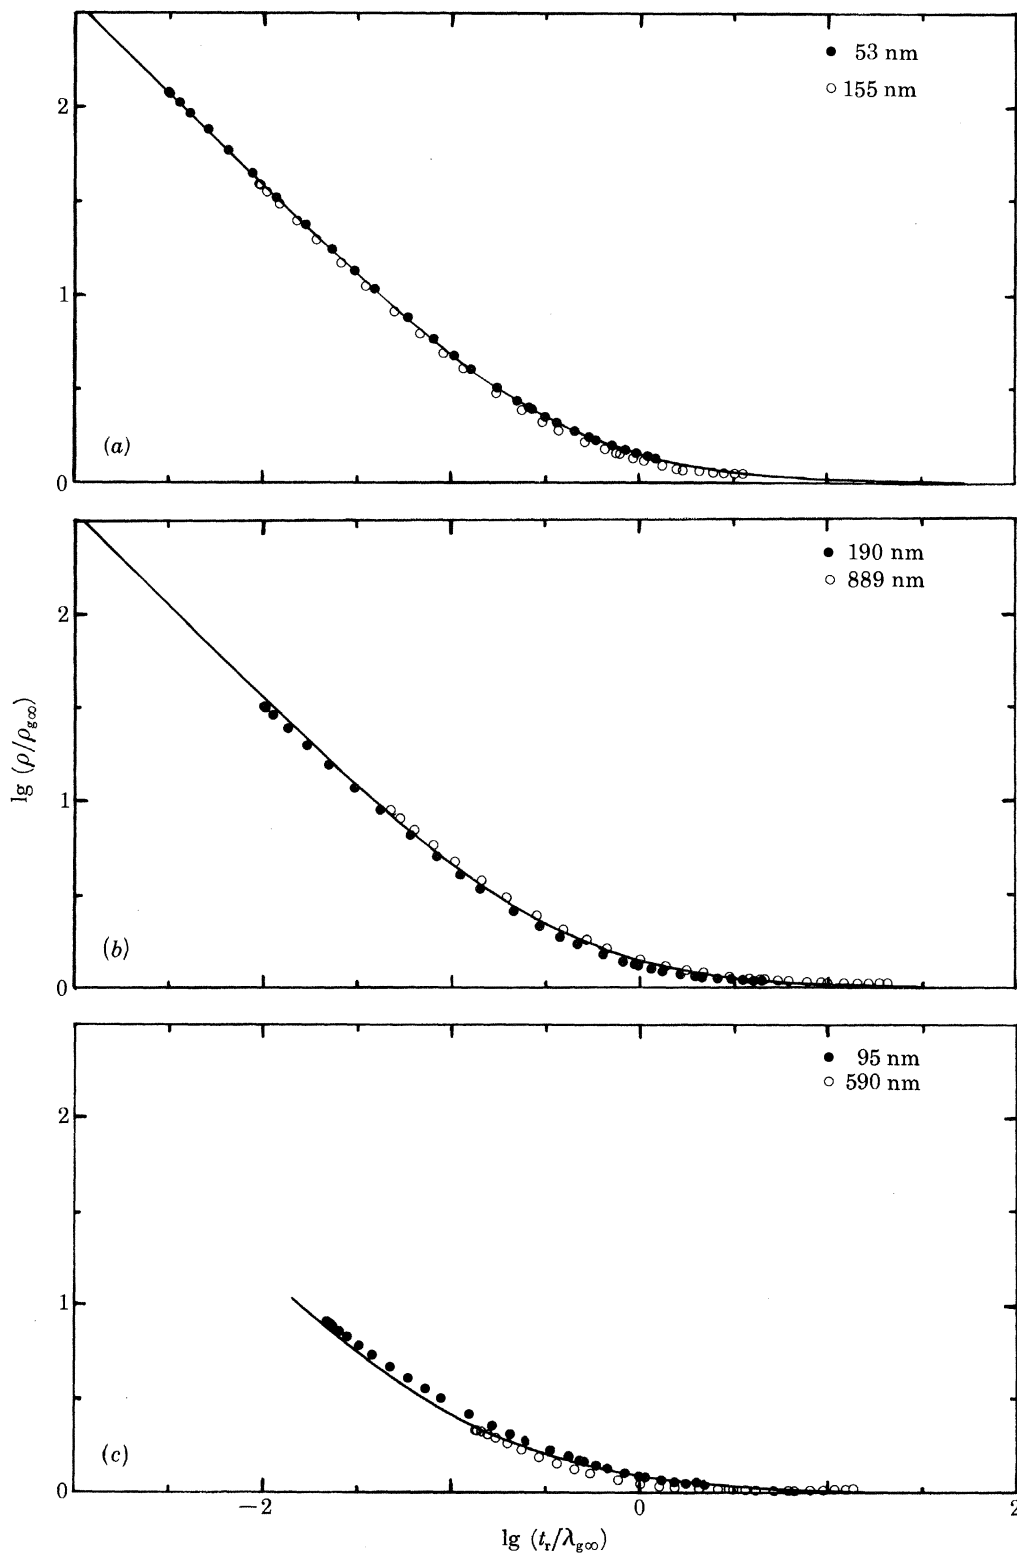 53 nm
155 nm
2
1
(a)
0
190 nm
889 nm
2
lg (ρ/ρg∞)
1
(b)
0
95 nm
590 nm
2
1
(c)
0
−2
0
2
lg (tr/λg∞)